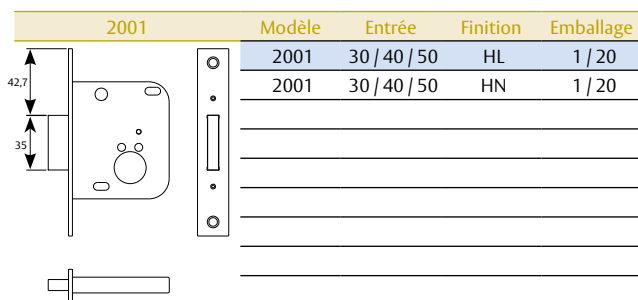 2001 Modèle Entrée Finition Emballage
2001 30 / 40 / 50 HL 1 / 20
2001 30 / 40 / 50 HN 1 / 20
42,7
35